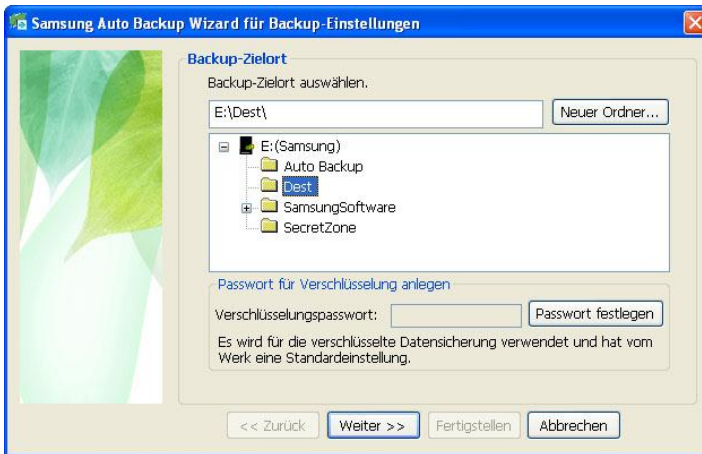 Samsung Auto Backup Wizard für Backup-Einstellungen
Backup-Zielort
Backup-Zielort auswählen.
E:\Dest\
Neuer Ordner...
E:(Samsung)
Auto Backup
Dest
SamsungSoftware
SecretZone
Passwort für Verschlüsselung anlegen
Verschlüsselungspasswort:
Passwort festlegen
Es wird für die verschlüsselte Datensicherung verwendet und hat vom
Werk eine Standardeinstellung.
<< Zurück
Weiter >>
Fertigstellen
Abbrechen